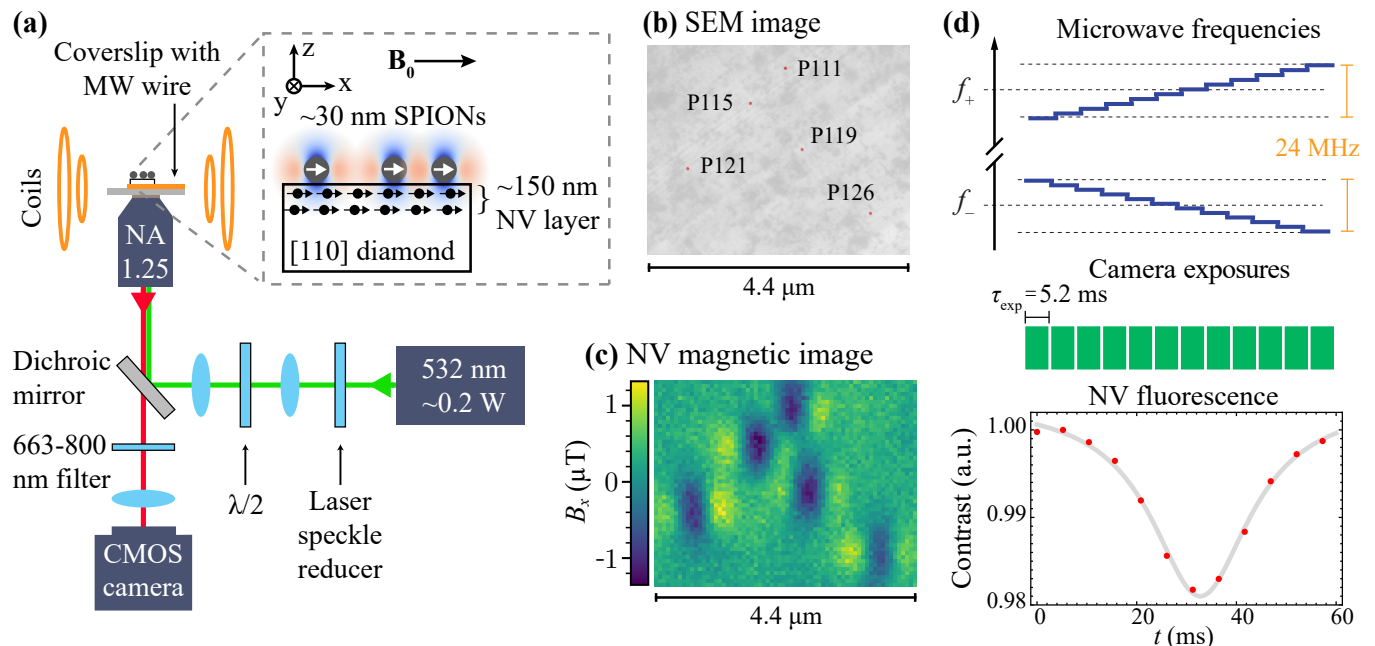 (a)
Coverslip with
MW wire
Coils
NA
1.25
z
x
y
B₀
~30 nm SPIONs
~150 nm
NV layer
[110] diamond
Dichroic
mirror
532 nm
~0.2 W
663-800
nm filter
λ/2
Laser
speckle
reducer
CMOS
camera
(b) SEM image
P111
P115
P119
P121
P126
4.4 μm
(c) NV magnetic image
Bₓ (μT)
1
0
-1
4.4 μm
(d)
Microwave frequencies
f₊
24 MHz
f₋
Camera exposures
τexp = 5.2 ms
NV fluorescence
Contrast (a.u.)
1.00
0.99
0.98
0 20 40 60
t (ms)